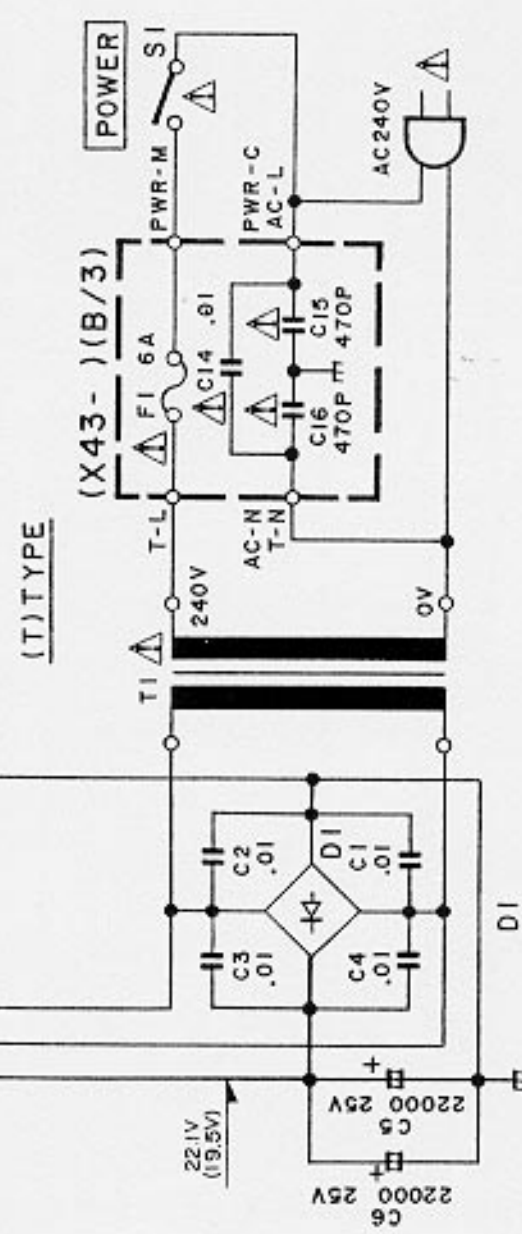 POWER
S1
(X43- )(B/3)
PWR-M
PWR-C
AC-L
AC240V
F1 6A
C14 .01
C15
470P
C16
470P
T-L
AC-N
T-N
(T)TYPE
240V
0V
T1
C2
.01
C3
.01
D1
C1
.01
C4
.01
D1
22.1V
(19.5V)
+
22000 25V
C5
+
22000 25V
C6